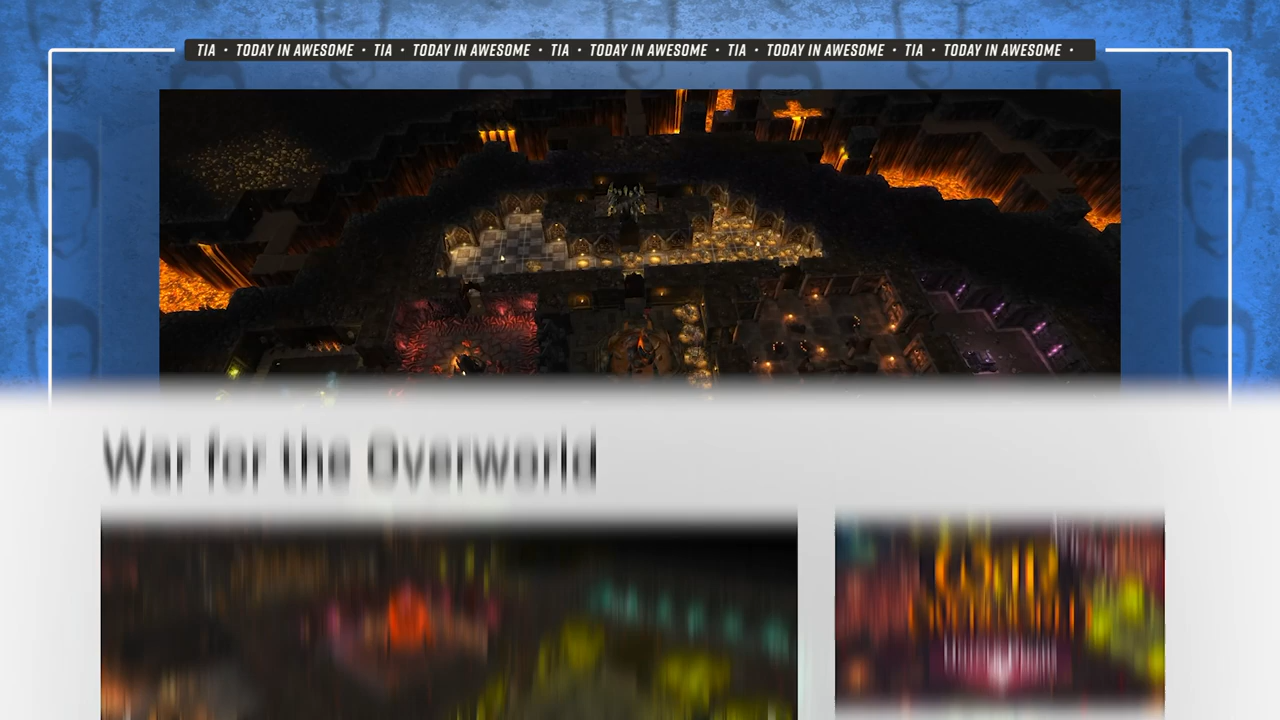 TIA • TODAY IN AWESOME • TIA • TODAY IN AWESOME • TIA • TODAY IN AWESOME • TIA • TODAY IN AWESOME • TIA • TODAY IN AWESOME •
War for the Overworld